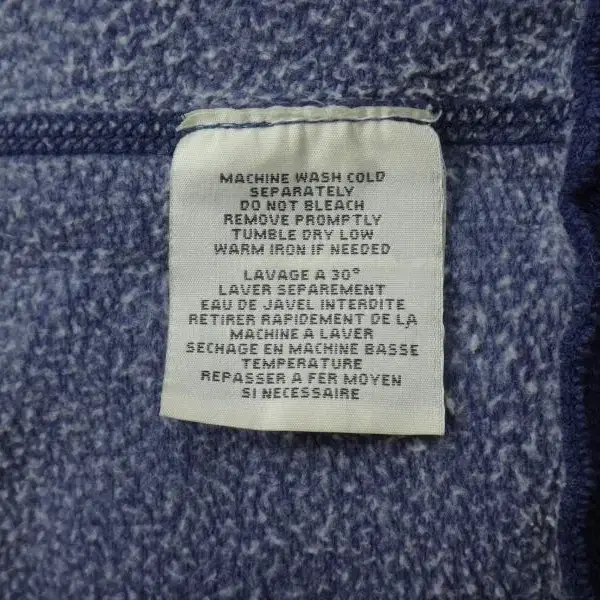 MACHINE WASH COLD
SEPARATELY
DO NOT BLEACH
REMOVE PROMPTLY
TUMBLE DRY LOW
WARM IRON IF NEEDED
LAVAGE A 30°
LAVER SEPAREMENT
EAU DE JAVEL INTERDITE
RETIRER RAPIDEMENT DE LA
MACHINE A LAVER
SECHAGE EN MACHINE BASSE
TEMPERATURE
REPASSER A FER MOYEN
SI NECESSAIRE